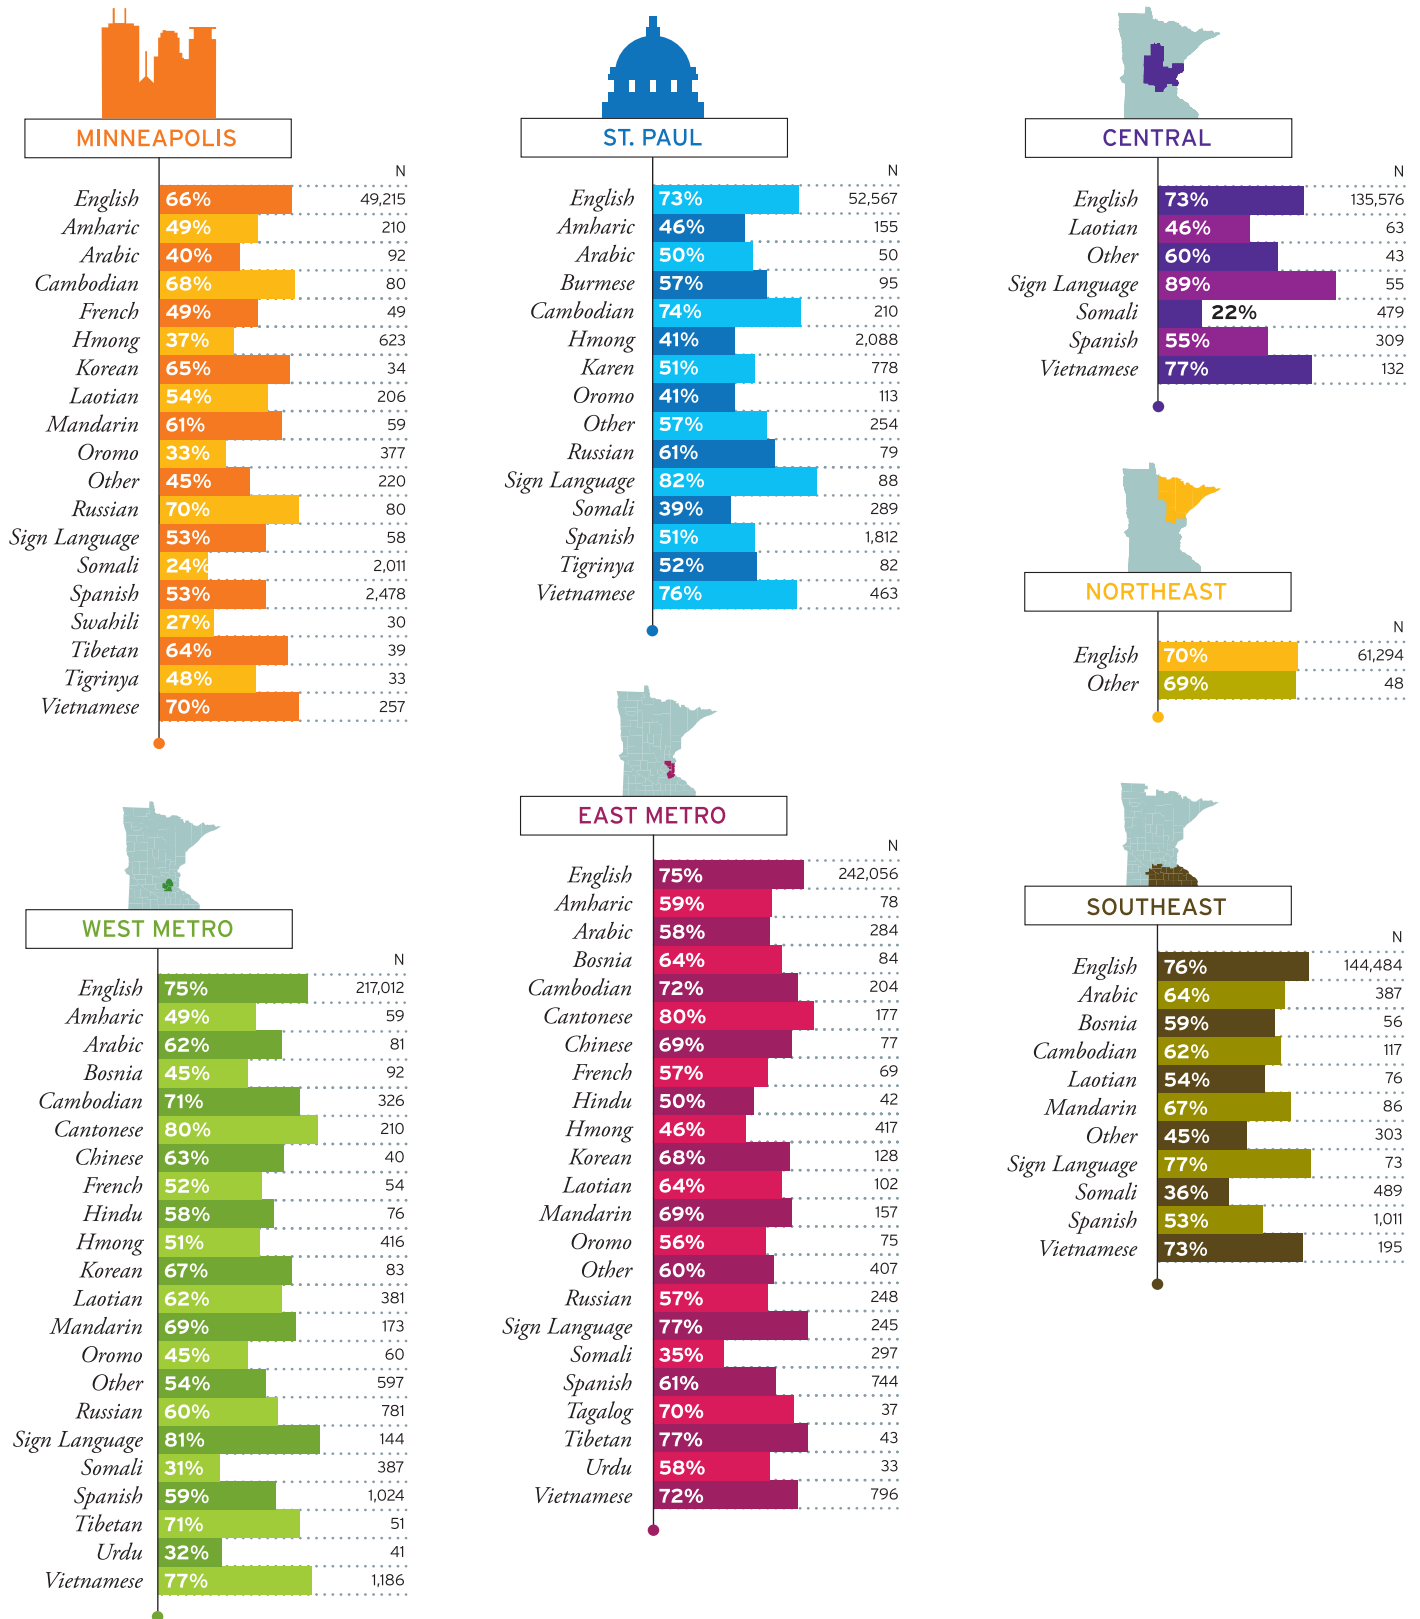 MINNEAPOLIS
N
English 66% 49,215
Amharic 49% 210
Arabic 40% 92
Cambodian 68% 80
French 49% 49
Hmong 37% 623
Korean 65% 34
Laotian 54% 206
Mandarin 61% 59
Oromo 33% 377
Other 45% 220
Russian 70% 80
Sign Language 53% 58
Somali 24% 2,011
Spanish 53% 2,478
Swahili 27% 30
Tibetan 64% 39
Tigrinya 48% 33
Vietnamese 70% 257
WEST METRO
N
English 75% 217,012
Amharic 49% 59
Arabic 62% 81
Bosnia 45% 92
Cambodian 71% 326
Cantonese 80% 210
Chinese 63% 40
French 52% 54
Hindu 58% 76
Hmong 51% 416
Korean 67% 83
Laotian 62% 381
Mandarin 69% 173
Oromo 45% 60
Other 54% 597
Russian 60% 781
Sign Language 81% 144
Somali 31% 387
Spanish 59% 1,024
Tibetan 71% 51
Urdu 32% 41
Vietnamese 77% 1,186
ST. PAUL
N
English 73% 52,567
Amharic 46% 155
Arabic 50% 50
Burmese 57% 95
Cambodian 74% 210
Hmong 41% 2,088
Karen 51% 778
Oromo 41% 113
Other 57% 254
Russian 61% 79
Sign Language 82% 88
Somali 39% 289
Spanish 51% 1,812
Tigrinya 52% 82
Vietnamese 76% 463
EAST METRO
N
English 75% 242,056
Amharic 59% 78
Arabic 58% 284
Bosnia 64% 84
Cambodian 72% 204
Cantonese 80% 177
Chinese 69% 77
French 57% 69
Hindu 50% 42
Hmong 46% 417
Korean 68% 128
Laotian 64% 102
Mandarin 69% 157
Oromo 56% 75
Other 60% 407
Russian 57% 248
Sign Language 77% 245
Somali 35% 297
Spanish 61% 744
Tagalog 70% 37
Tibetan 77% 43
Urdu 58% 33
Vietnamese 72% 796
CENTRAL
N
English 73% 135,576
Laotian 46% 63
Other 60% 43
Sign Language 89% 55
Somali 22% 479
Spanish 55% 309
Vietnamese 77% 132
NORTHEAST
N
English 70% 61,294
Other 69% 48
SOUTHEAST
N
English 76% 144,484
Arabic 64% 387
Bosnia 59% 56
Cambodian 62% 117
Laotian 54% 76
Mandarin 67% 86
Other 45% 303
Sign Language 77% 73
Somali 36% 489
Spanish 53% 1,011
Vietnamese 73% 195